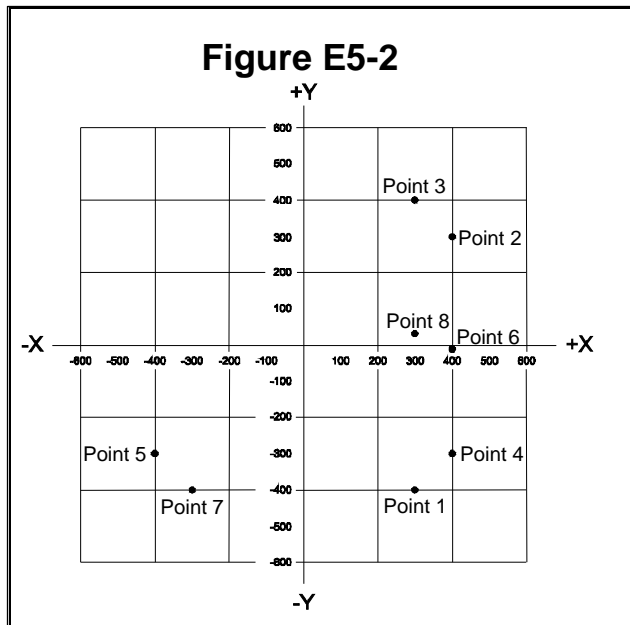 Figure E5-2
+Y
600
500
Point 3
400
300
Point 2
200
100
Point 8
Point 6
-X
+X
-600 -500 -400 -300 -200 -100 100 200 300 400 500 600
-100
-200
Point 5
-300
Point 4
-400
Point 7
Point 1
-500
-600
-Y